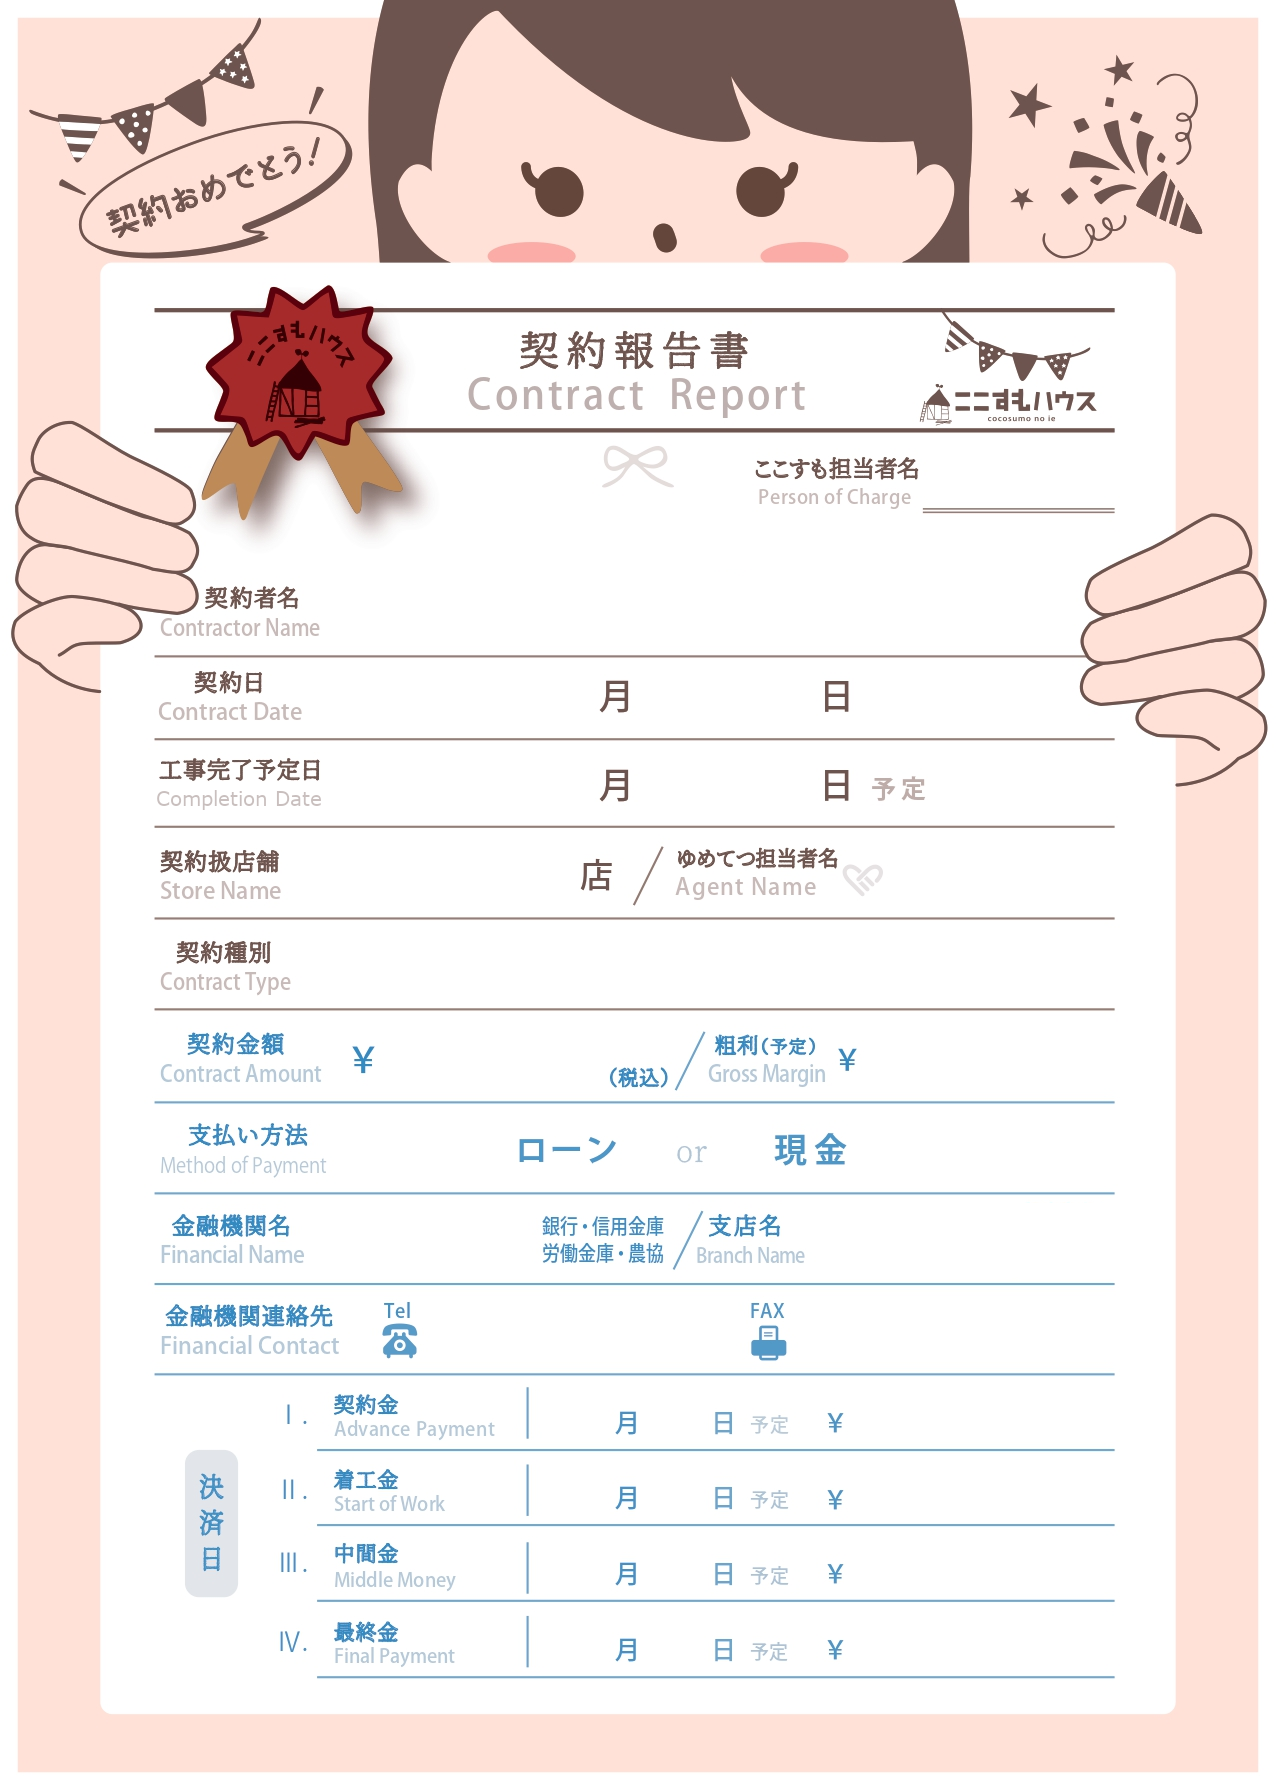 契約おめでとう!
ここすもハウス
契約報告書
Contract Report
ここすもハウス
cocosumo no ie
ここすも担当者名
Person of Charge
契約者名
Contractor Name
契約日 月 日
Contract Date
工事完了予定日 月 日 予定
Completion Date
契約扱店舗 店 ゆめてつ担当者名
Store Name Agent Name
契約種別
Contract Type
契約金額 ¥ (税込) 粗利(予定) ¥
Contract Amount Gross Margin
支払い方法 ローン or 現金
Method of Payment
金融機関名 銀行・信用金庫 支店名
Financial Name 労働金庫・農協 Branch Name
金融機関連絡先 Tel FAX
Financial Contact
決済日
I. 契約金 月 日 予定 ¥
Advance Payment
II. 着工金 月 日 予定 ¥
Start of Work
III. 中間金 月 日 予定 ¥
Middle Money
IV. 最終金 月 日 予定 ¥
Final Payment